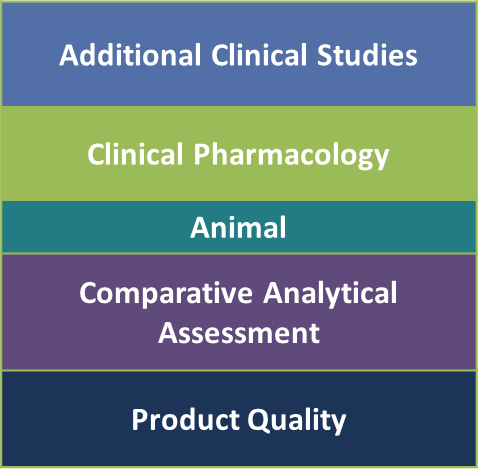 Additional Clinical Studies
Clinical Pharmacology
Animal
Comparative Analytical
Assessment
Product Quality